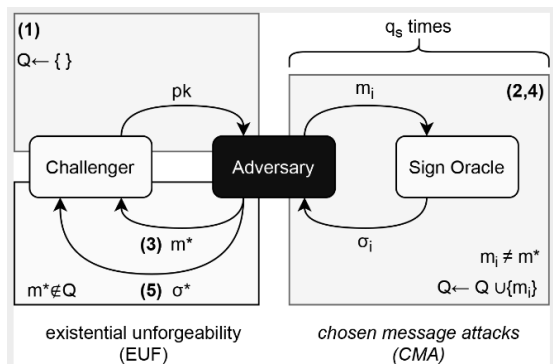 (1)
Q← { }
q_s times
pk
m_i
(2,4)
Challenger
Adversary
Sign Oracle
(3) m*
σ_i
m_i ≠ m*
m*∉Q
(5) σ*
Q← Q ∪{m_i}
existential unforgeability
(EUF)
chosen message attacks
(CMA)